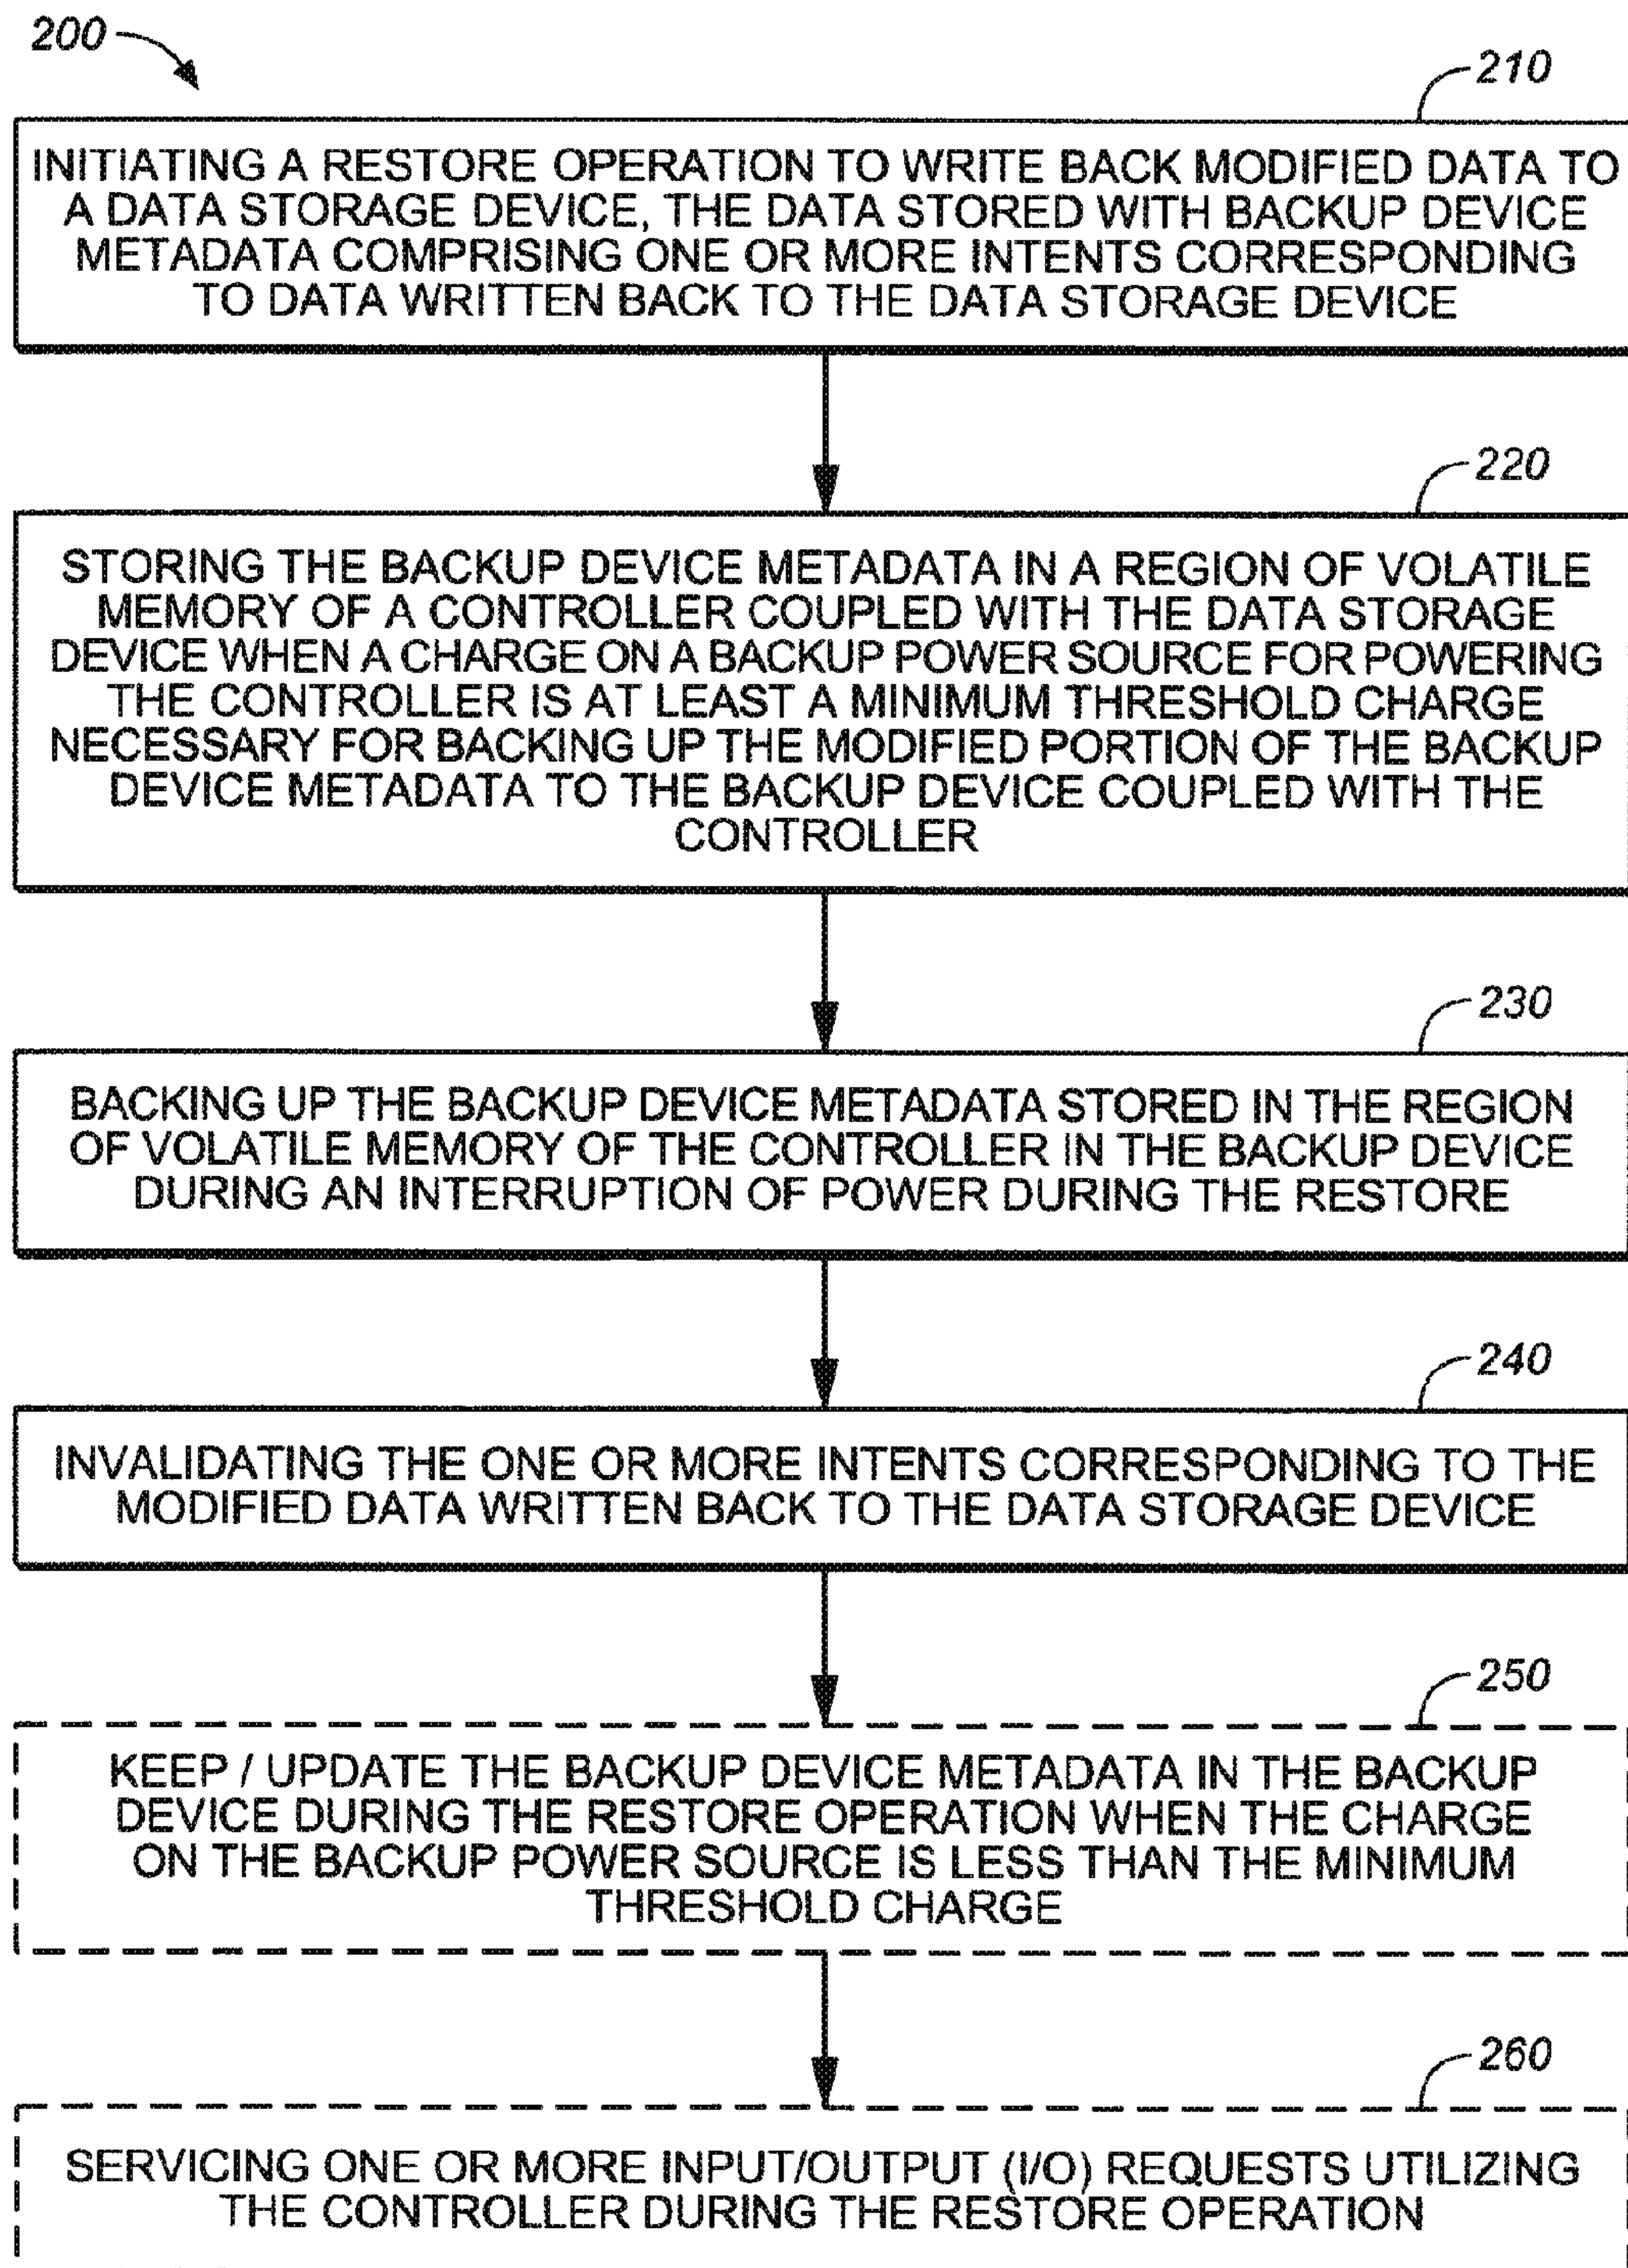 200
210
INITIATING A RESTORE OPERATION TO WRITE BACK MODIFIED DATA TO
A DATA STORAGE DEVICE, THE DATA STORED WITH BACKUP DEVICE
METADATA COMPRISING ONE OR MORE INTENTS CORRESPONDING
TO DATA WRITTEN BACK TO THE DATA STORAGE DEVICE
220
STORING THE BACKUP DEVICE METADATA IN A REGION OF VOLATILE
MEMORY OF A CONTROLLER COUPLED WITH THE DATA STORAGE
DEVICE WHEN A CHARGE ON A BACKUP POWER SOURCE FOR POWERING
THE CONTROLLER IS AT LEAST A MINIMUM THRESHOLD CHARGE
NECESSARY FOR BACKING UP THE MODIFIED PORTION OF THE BACKUP
DEVICE METADATA TO THE BACKUP DEVICE COUPLED WITH THE
CONTROLLER
230
BACKING UP THE BACKUP DEVICE METADATA STORED IN THE REGION
OF VOLATILE MEMORY OF THE CONTROLLER IN THE BACKUP DEVICE
DURING AN INTERRUPTION OF POWER DURING THE RESTORE
240
INVALIDATING THE ONE OR MORE INTENTS CORRESPONDING TO THE
MODIFIED DATA WRITTEN BACK TO THE DATA STORAGE DEVICE
250
KEEP / UPDATE THE BACKUP DEVICE METADATA IN THE BACKUP
DEVICE DURING THE RESTORE OPERATION WHEN THE CHARGE
ON THE BACKUP POWER SOURCE IS LESS THAN THE MINIMUM
THRESHOLD CHARGE
260
SERVICING ONE OR MORE INPUT/OUTPUT (I/O) REQUESTS UTILIZING
THE CONTROLLER DURING THE RESTORE OPERATION